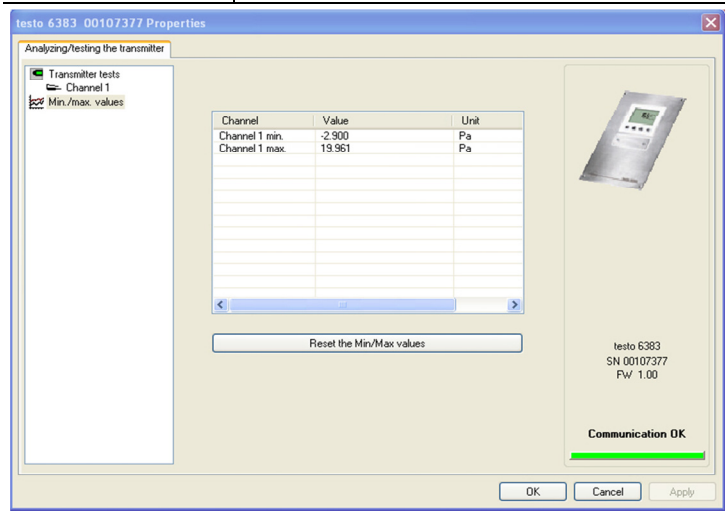 testo 6383 00107377 Properties
Analyzing/testing the transmitter
Transmitter tests
Channel 1
Min./max. values
Channel Value Unit
Channel 1 min. -2.900 Pa
Channel 1 max. 19.961 Pa
Reset the Min/Max values
testo 6383
SN 00107377
FW 1.00
Communication OK
OK Cancel Apply